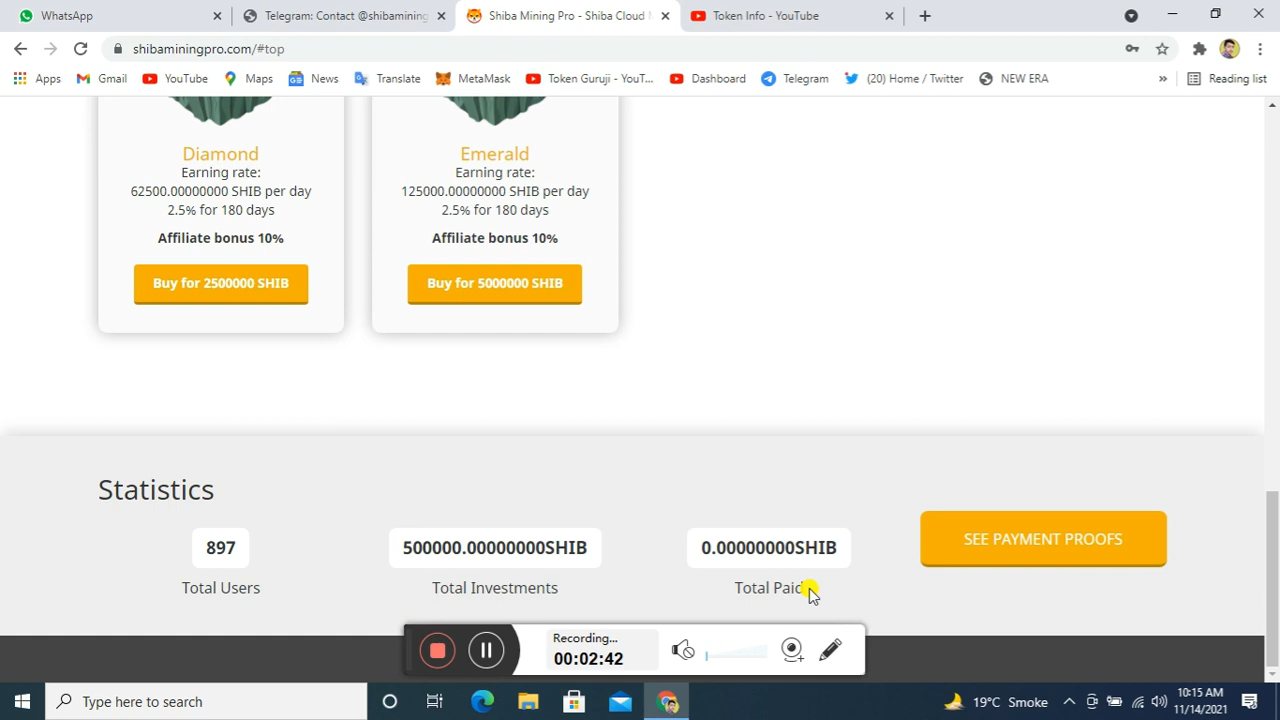 WhatsApp
Telegram: Contact @shibamining
Shiba Mining Pro - Shiba Cloud M
Token Info - YouTube
shibaminingpro.com/#top
Apps
Gmail
YouTube
Maps
News
Translate
MetaMask
Token Guruji - YouT...
Dashboard
Telegram
(20) Home / Twitter
NEW ERA
»
Reading list
Diamond
Earning rate:
62500.00000000 SHIB per day
2.5% for 180 days
Affiliate bonus 10%
Buy for 2500000 SHIB
Emerald
Earning rate:
125000.00000000 SHIB per day
2.5% for 180 days
Affiliate bonus 10%
Buy for 5000000 SHIB
Statistics
897
Total Users
500000.00000000SHIB
Total Investments
0.00000000SHIB
Total Paid
SEE PAYMENT PROOFS
Recording...
00:02:42
Type here to search
19°C Smoke
10:15 AM
11/14/2021